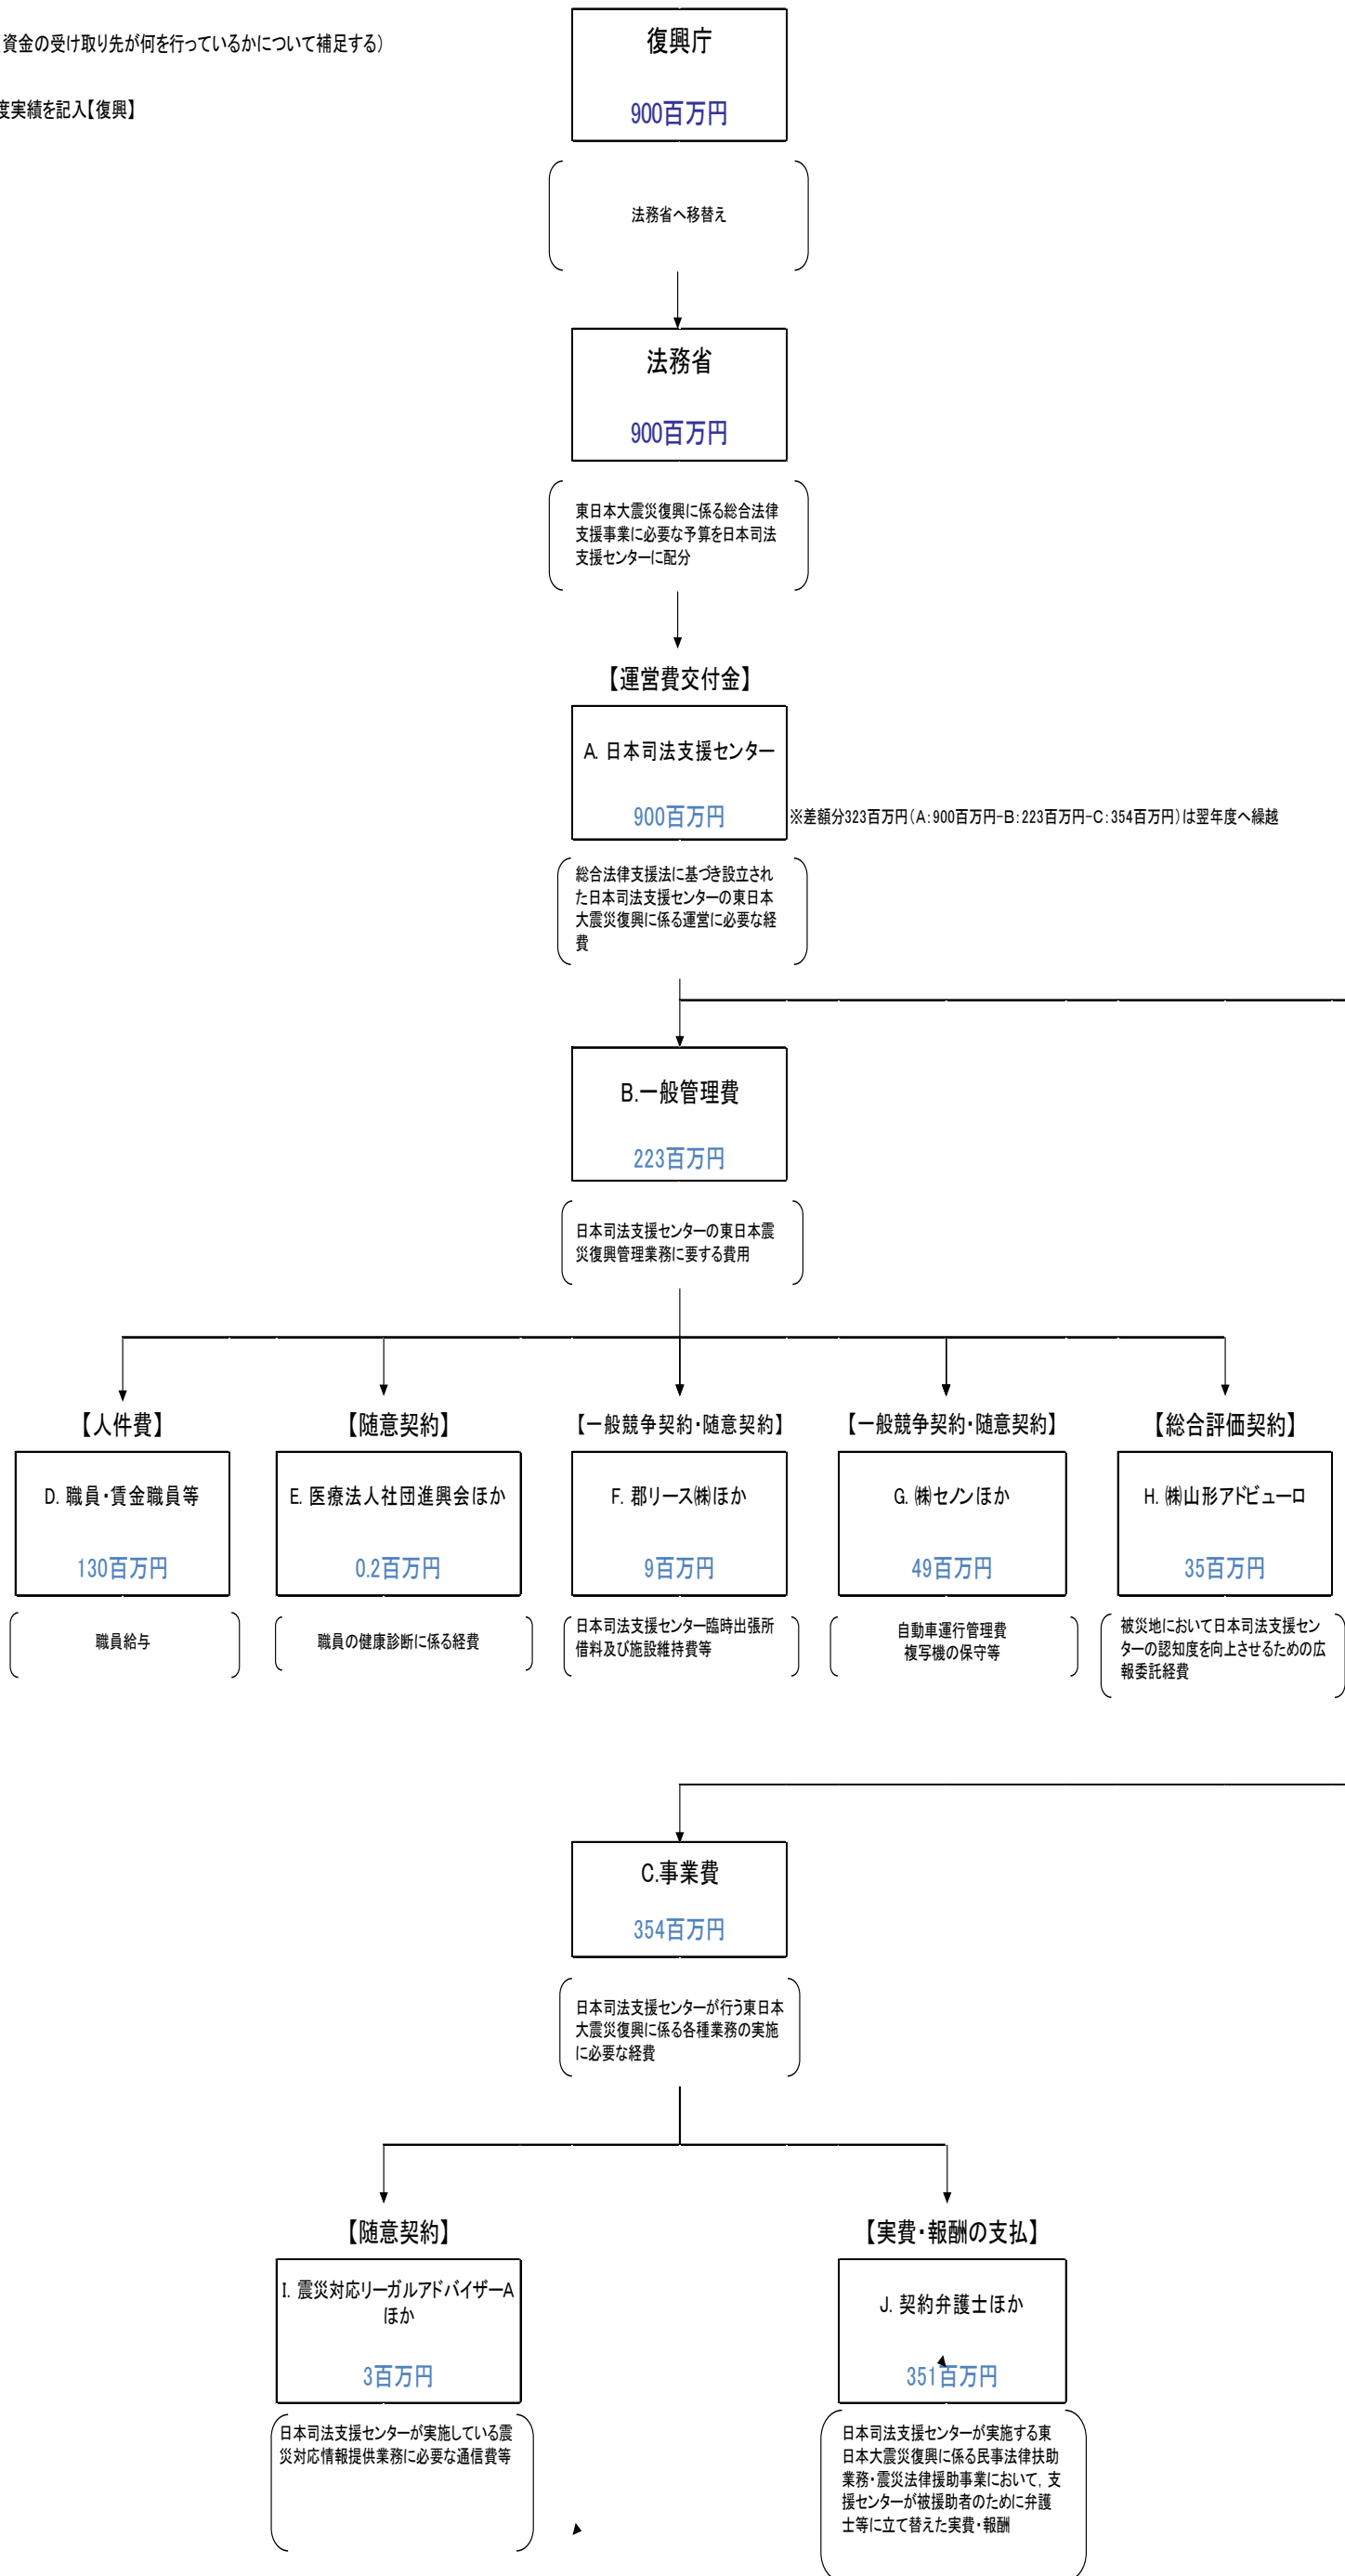 資金の受け取り先が何を行っているかについて補足する）
度実績を記入【復興】
復興庁
900百万円
法務省へ移替え
法務省
900百万円
東日本大震災復興に係る総合法律
支援事業に必要な予算を日本司法
支援センターに配分
【運営費交付金】
A. 日本司法支援センター
900百万円
※差額分323百万円（A：900百万円-B：223百万円-C：354百万円）は翌年度へ繰越
総合法律支援法に基づき設立され
た日本司法支援センターの東日本
大震災復興に係る運営に必要な経
費
B.一般管理費
223百万円
日本司法支援センターの東日本震
災復興管理業務に要する費用
【人件費】
D. 職員・賃金職員等
130百万円
職員給与
【随意契約】
E. 医療法人社団進興会ほか
0.2百万円
職員の健康診断に係る経費
【一般競争契約・随意契約】
F. 郡リース㈱ほか
9百万円
日本司法支援センター臨時出張所
借料及び施設維持費等
【一般競争契約・随意契約】
G. ㈱セノンほか
49百万円
自動車運行管理費
複写機の保守等
【総合評価契約】
H. ㈱山形アドビューロ
35百万円
被災地において日本司法支援セン
ターの認知度を向上させるための広
報委託経費
C.事業費
354百万円
日本司法支援センターが行う東日本
大震災復興に係る各種業務の実施
に必要な経費
【随意契約】
I. 震災対応リーガルアドバイザーA
ほか
3百万円
日本司法支援センターが実施している震
災対応情報提供業務に必要な通信費等
【実費・報酬の支払】
J. 契約弁護士ほか
351百万円
日本司法支援センターが実施する東
日本大震災復興に係る民事法律扶助
業務・震災法律援助事業において，支
援センターが被援助者のために弁護
士等に立て替えた実費・報酬